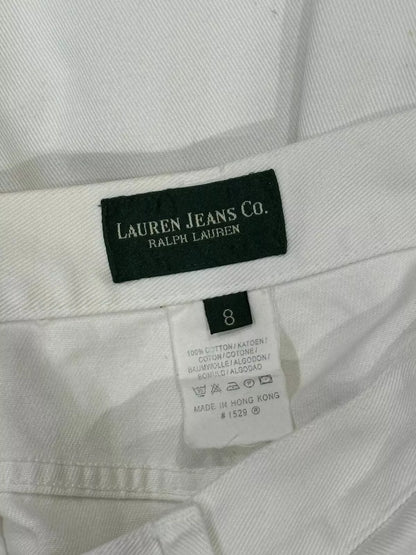 LAUREN JEANS CO.
RALPH LAUREN
8
100% COTTON / KATOEN /
COTON / COTONE /
BAUMWOLLE / ALGODON /
BOMULD / ALGODAO
MADE IN HONG KONG
# 1529 ®